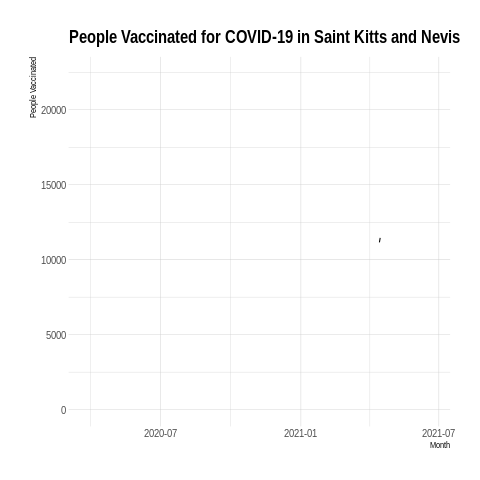 People Vaccinated for COVID-19 in Saint Kitts and Nevis
People Vaccinated
20000
15000
10000
5000
0
2020-07
2021-01
2021-07
Month